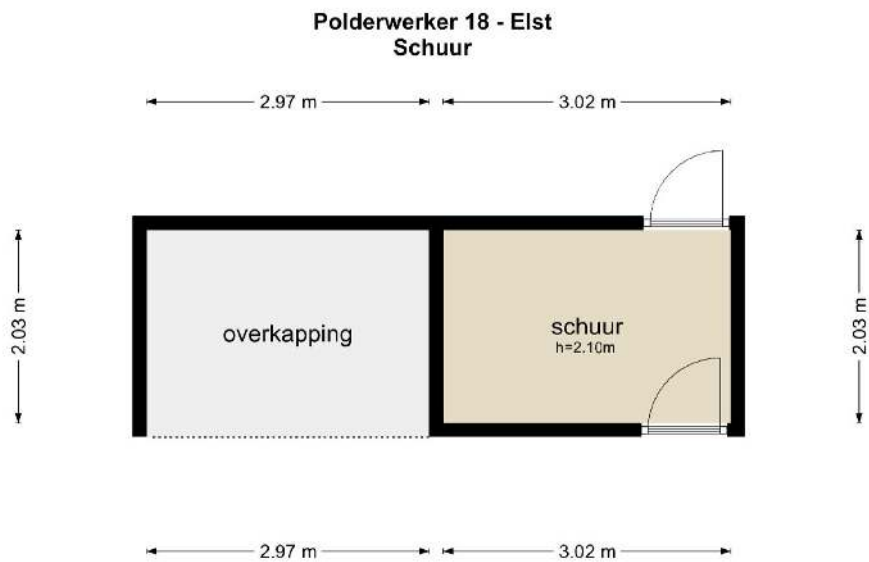 Polderwerker 18 - Elst
Schuur
2.97 m
3.02 m
2.03 m
overkapping
schuur
h=2.10m
2.03 m
2.97 m
3.02 m